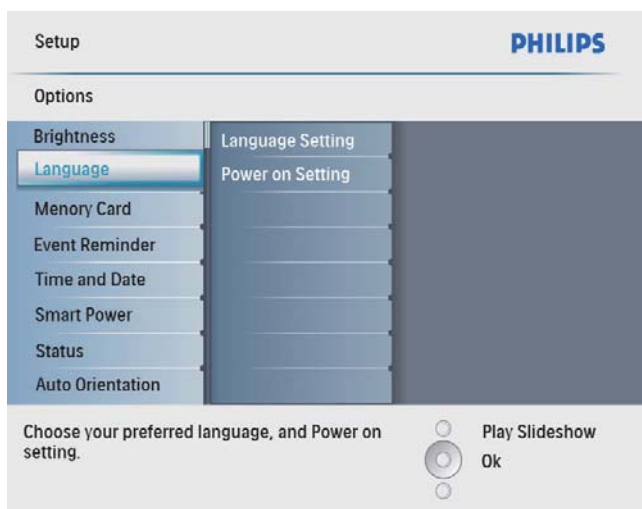 Setup
PHILIPS
Options
Brightness
Language
Menory Card
Event Reminder
Time and Date
Smart Power
Status
Auto Orientation
Language Setting
Power on Setting
Choose your preferred language, and Power on
setting.
Play Slideshow
Ok